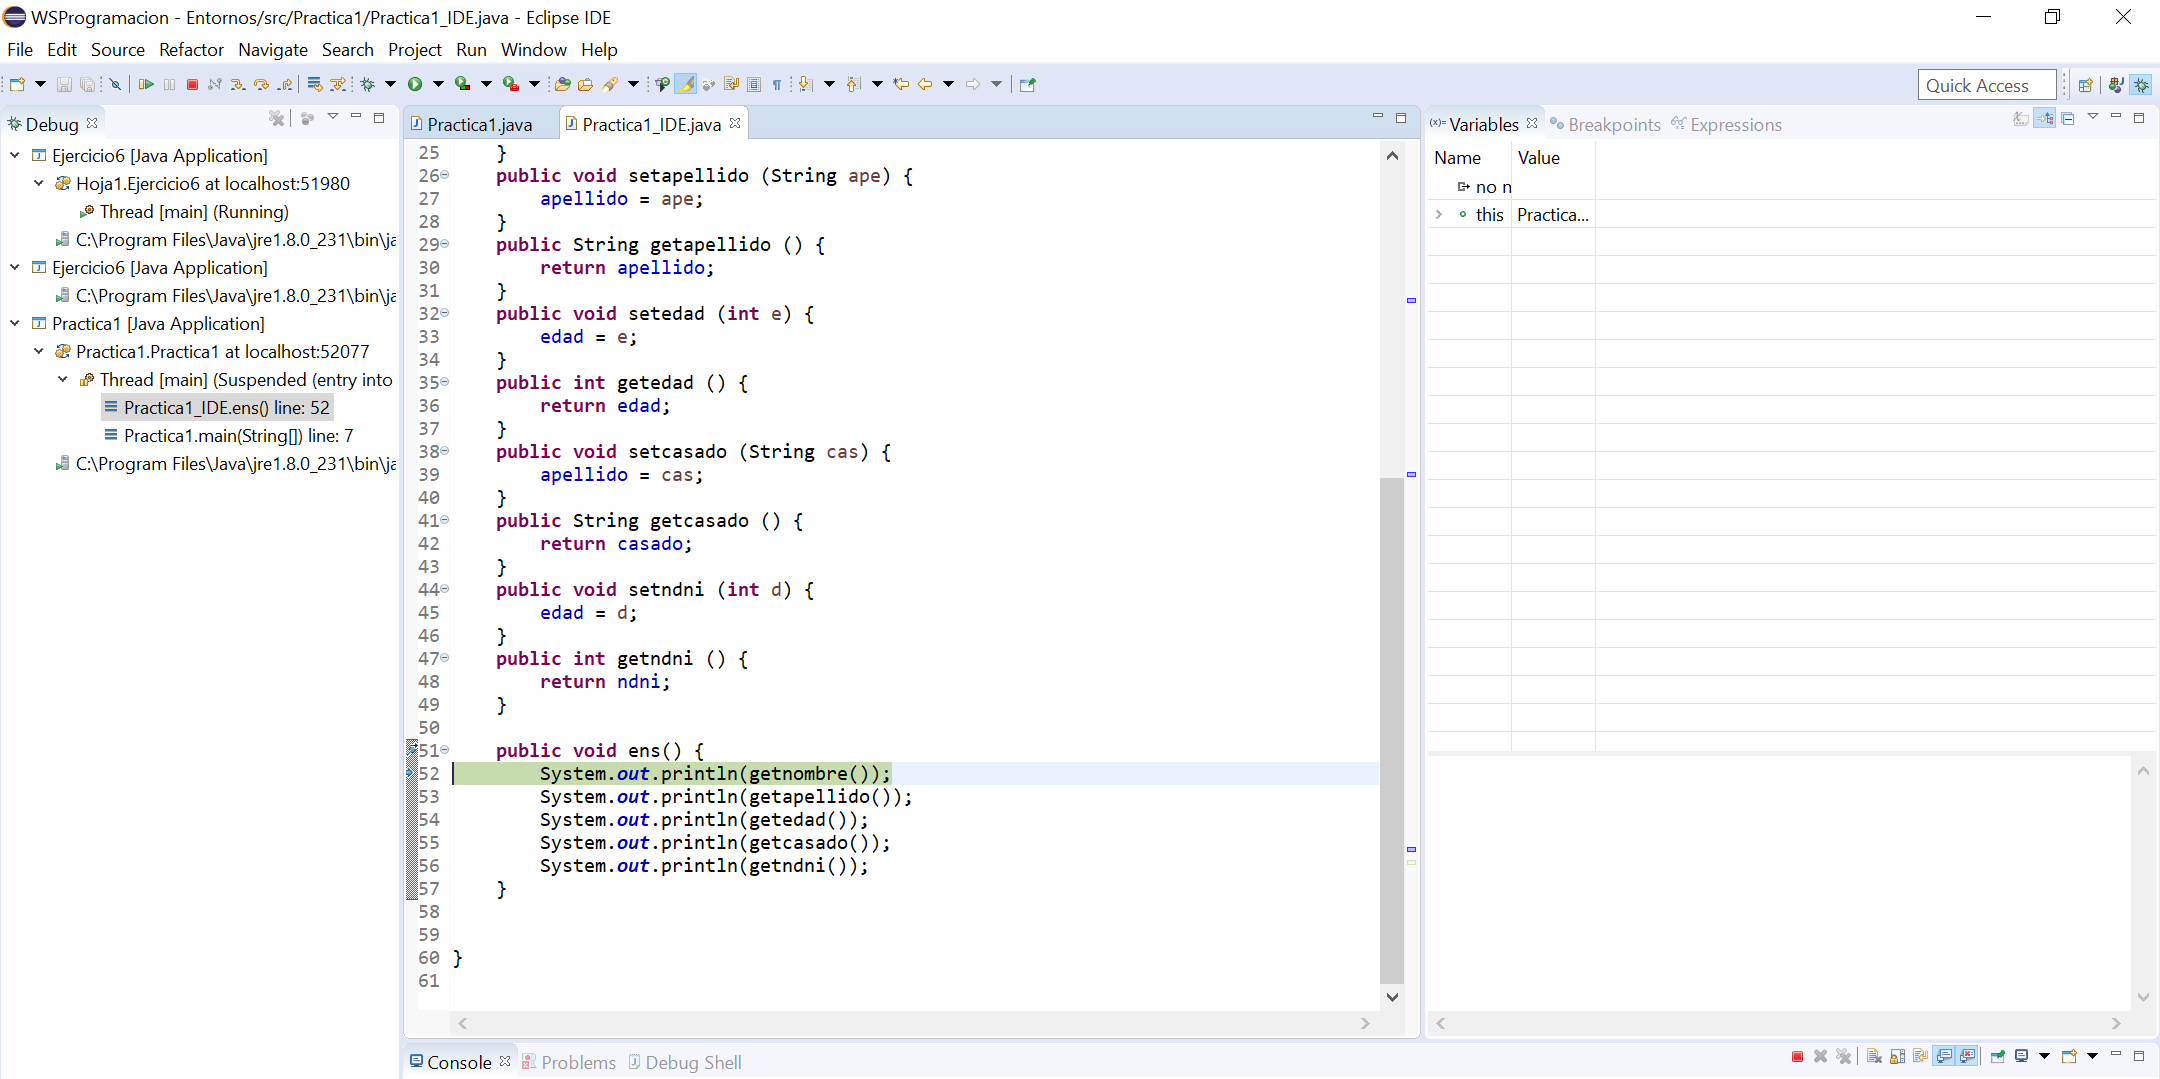 WSProgramacion - Entornos/src/Practica1/Practica1_IDE.java - Eclipse IDE
File Edit Source Refactor Navigate Search Project Run Window Help
Quick Access
Debug
Ejercicio6 [Java Application]
Hoja1.Ejercicio6 at localhost:51980
Thread [main] (Running)
C:\Program Files\Java\jre1.8.0_231\bin\ja
Ejercicio6 [Java Application]
C:\Program Files\Java\jre1.8.0_231\bin\ja
Practica1 [Java Application]
Practica1.Practica1 at localhost:52077
Thread [main] (Suspended (entry into
Practica1_IDE.ens() line: 52
Practica1.main(String[]) line: 7
C:\Program Files\Java\jre1.8.0_231\bin\ja
Practica1.java Practica1_IDE.java
25 }
26 public void setapellido (String ape) {
27 apellido = ape;
28 }
29 public String getapellido () {
30 return apellido;
31 }
32 public void setedad (int e) {
33 edad = e;
34 }
35 public int getedad () {
36 return edad;
37 }
38 public void setcasado (String cas) {
39 apellido = cas;
40 }
41 public String getcasado () {
42 return casado;
43 }
44 public void setndni (int d) {
45 edad = d;
46 }
47 public int getndni () {
48 return ndni;
49 }
50
51 public void ens() {
52 System.out.println(getnombre());
53 System.out.println(getapellido());
54 System.out.println(getedad());
55 System.out.println(getcasado());
56 System.out.println(getndni());
57 }
58
59
60 }
61
(x)= Variables Breakpoints Expressions
Name Value
no n
this Practica...
Console Problems Debug Shell